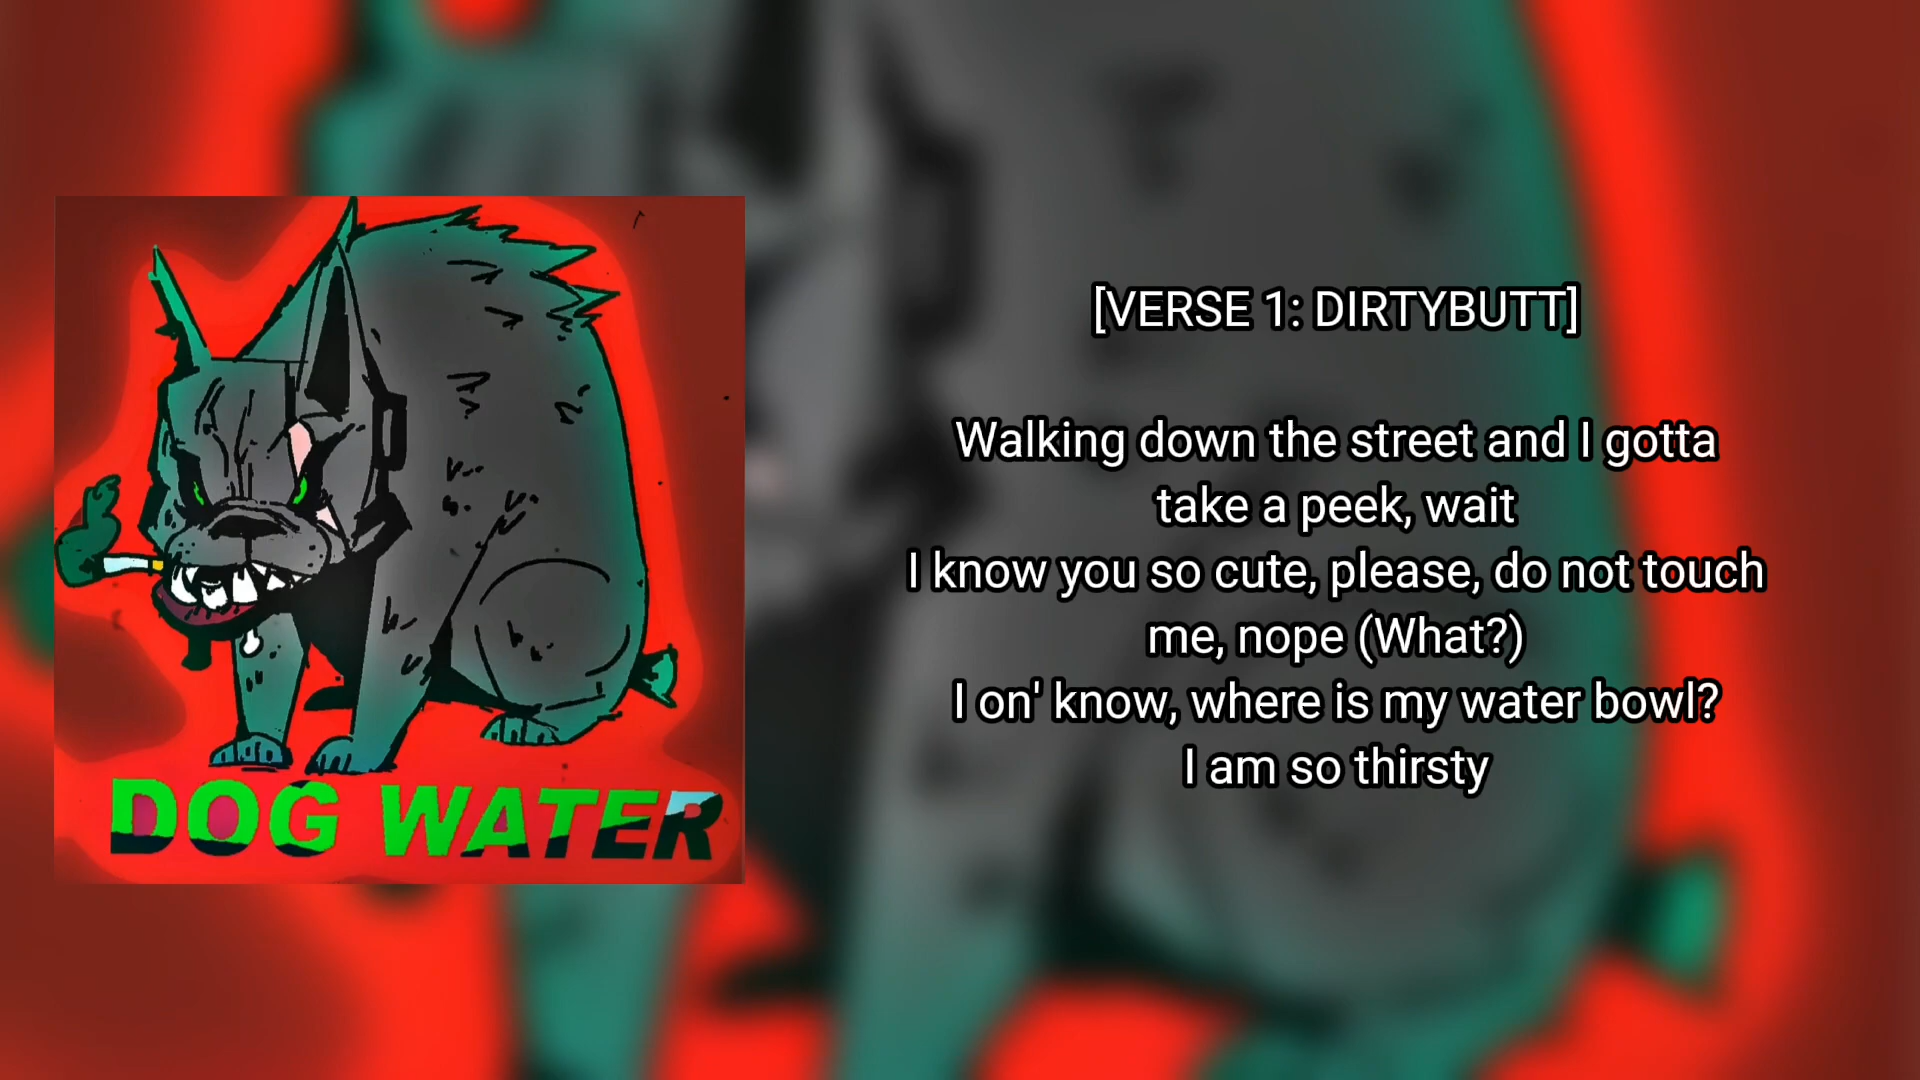 DOG WATER
[VERSE 1: DIRTYBUTT]
Walking down the street and I gotta
take a peek, wait
I know you so cute, please, do not touch
me, nope (What?)
I on' know, where is my water bowl?
I am so thirsty